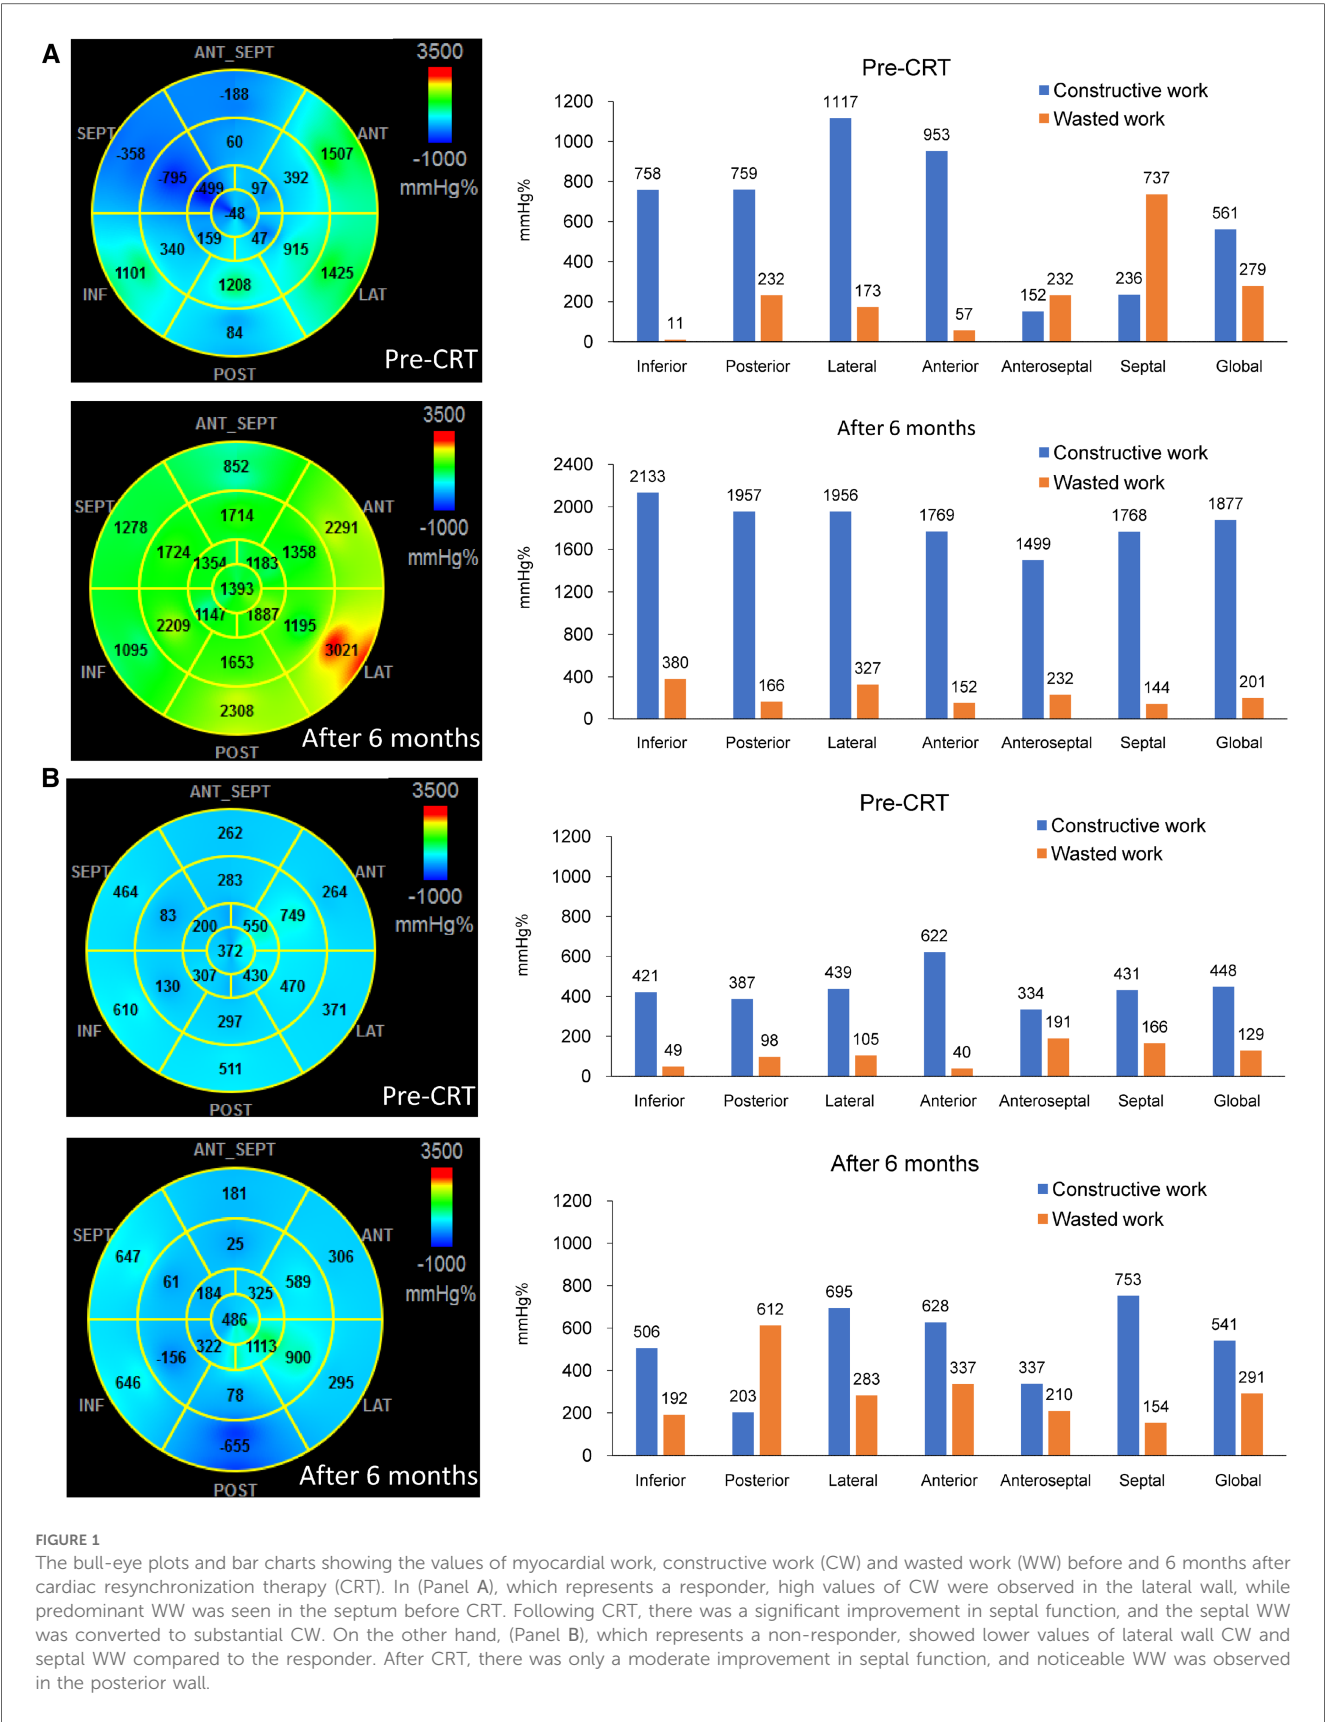 A
ANT_SEPT
3500
-188
SEPT
ANT
-358
60
1507
-1000
mmHg%
-795
392
-499
97
-48
159
47
340
915
1101
1208
1425
INF
LAT
84
Pre-CRT
POST
Pre-CRT
Constructive work
Wasted work
mmHg%
1200
1000
800
600
400
200
0
758
11
759
232
1117
173
953
57
152
232
236
737
561
279
Inferior
Posterior
Lateral
Anterior
Anteroseptal
Septal
Global
ANT_SEPT
3500
852
SEPT
ANT
1278
1714
2291
-1000
mmHg%
1724
1358
1354
1183
1393
1147
1887
2209
1195
1095
1653
3021
INF
LAT
2308
After 6 months
POST
After 6 months
Constructive work
Wasted work
mmHg%
2400
2000
1600
1200
800
400
0
2133
380
1957
166
1956
327
1769
152
1499
232
1768
144
1877
201
Inferior
Posterior
Lateral
Anterior
Anteroseptal
Septal
Global
B
ANT_SEPT
3500
262
SEPT
ANT
464
283
264
-1000
mmHg%
83
749
200
550
372
307
430
130
470
610
297
371
INF
LAT
511
Pre-CRT
POST
Pre-CRT
Constructive work
Wasted work
mmHg%
1200
1000
800
600
400
200
0
421
49
387
98
439
105
622
40
334
191
431
166
448
129
Inferior
Posterior
Lateral
Anterior
Anteroseptal
Septal
Global
ANT_SEPT
3500
181
SEPT
ANT
647
25
306
-1000
mmHg%
61
589
184
325
486
322
1113
-156
900
646
78
295
INF
LAT
-655
After 6 months
POST
After 6 months
Constructive work
Wasted work
mmHg%
1200
1000
800
600
400
200
0
506
192
203
612
695
283
628
337
337
210
753
154
541
291
Inferior
Posterior
Lateral
Anterior
Anteroseptal
Septal
Global
FIGURE 1
The bull-eye plots and bar charts showing the values of myocardial work, constructive work (CW) and wasted work (WW) before and 6 months after
cardiac resynchronization therapy (CRT). In (Panel A), which represents a responder, high values of CW were observed in the lateral wall, while
predominant WW was seen in the septum before CRT. Following CRT, there was a significant improvement in septal function, and the septal WW
was converted to substantial CW. On the other hand, (Panel B), which represents a non-responder, showed lower values of lateral wall CW and
septal WW compared to the responder. After CRT, there was only a moderate improvement in septal function, and noticeable WW was observed
in the posterior wall.